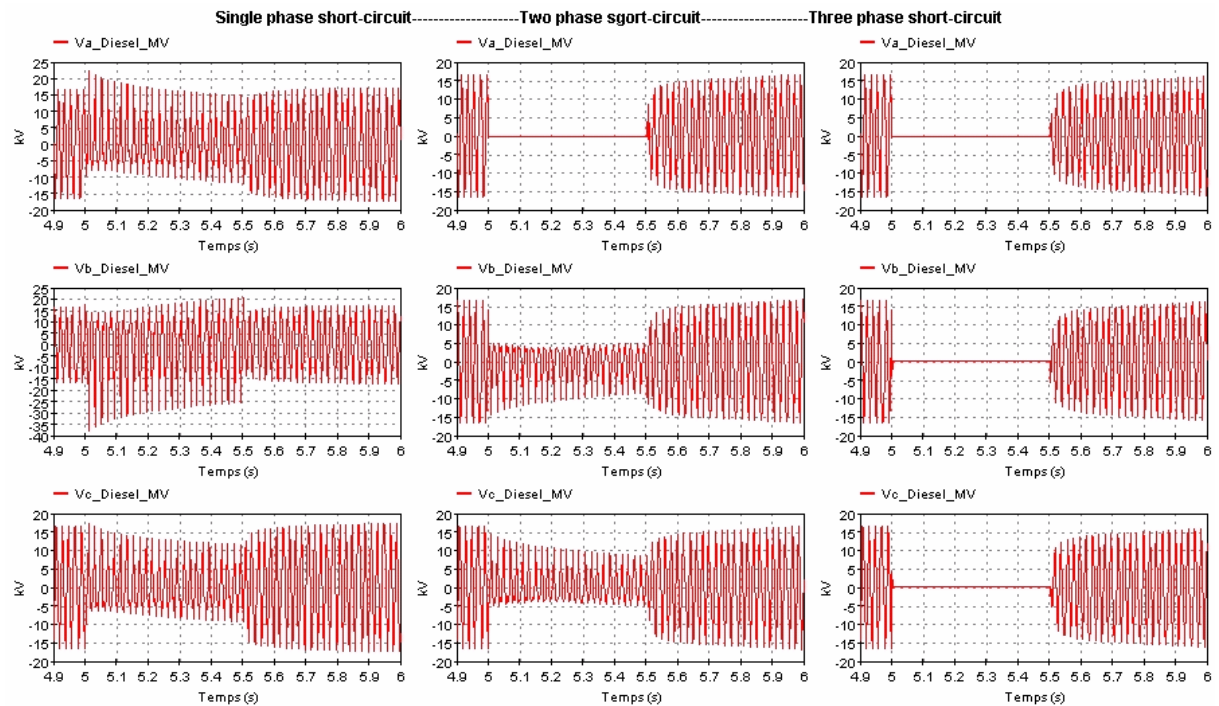 Single phase short-circuit----------------------Two phase sgort-circuit------------------Three phase short-circuit
Va_Diesel_MV
25
20
15
10
5
0
-5
-10
-15
-20
kV
4.9 5 5.1 5.2 5.3 5.4 5.5 5.6 5.7 5.8 5.9 6
Temps (s)
Va_Diesel_MV
20
15
10
5
0
-5
-10
-15
-20
kV
4.9 5 5.1 5.2 5.3 5.4 5.5 5.6 5.7 5.8 5.9 6
Temps (s)
Va_Diesel_MV
20
15
10
5
0
-5
-10
-15
-20
kV
4.9 5 5.1 5.2 5.3 5.4 5.5 5.6 5.7 5.8 5.9 6
Temps (s)
Vb_Diesel_MV
25
20
15
10
5
0
-5
-10
-15
-20
-25
-30
-35
-40
kV
4.9 5 5.1 5.2 5.3 5.4 5.5 5.6 5.7 5.8 5.9 6
Temps (s)
Vb_Diesel_MV
20
15
10
5
0
-5
-10
-15
-20
kV
4.9 5 5.1 5.2 5.3 5.4 5.5 5.6 5.7 5.8 5.9 6
Temps (s)
Vb_Diesel_MV
20
15
10
5
0
-5
-10
-15
-20
kV
4.9 5 5.1 5.2 5.3 5.4 5.5 5.6 5.7 5.8 5.9 6
Temps (s)
Vc_Diesel_MV
20
15
10
5
0
-5
-10
-15
-20
kV
4.9 5 5.1 5.2 5.3 5.4 5.5 5.6 5.7 5.8 5.9 6
Temps (s)
Vc_Diesel_MV
20
15
10
5
0
-5
-10
-15
-20
kV
4.9 5 5.1 5.2 5.3 5.4 5.5 5.6 5.7 5.8 5.9 6
Temps (s)
Vc_Diesel_MV
20
15
10
5
0
-5
-10
-15
-20
kV
4.9 5 5.1 5.2 5.3 5.4 5.5 5.6 5.7 5.8 5.9 6
Temps (s)